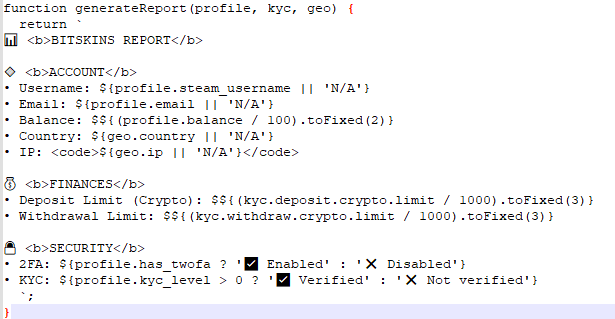 function generateReport(profile, kyc, geo) {
  return `
📊 <b>BITSKINS REPORT</b>

🔹 <b>ACCOUNT</b>
• Username: ${profile.steam_username || 'N/A'}
• Email: ${profile.email || 'N/A'}
• Balance: $${(profile.balance / 100).toFixed(2)}
• Country: ${geo.country || 'N/A'}
• IP: <code>${geo.ip || 'N/A'}</code>

💰 <b>FINANCES</b>
• Deposit Limit (Crypto): $${(kyc.deposit.crypto.limit / 1000).toFixed(3)}
• Withdrawal Limit: $${(kyc.withdraw.crypto.limit / 1000).toFixed(3)}

🔒 <b>SECURITY</b>
• 2FA: ${profile.has_twofa ? '✅ Enabled' : '❌ Disabled'}
• KYC: ${profile.kyc_level > 0 ? '✅ Verified' : '❌ Not verified'}
  `;
}